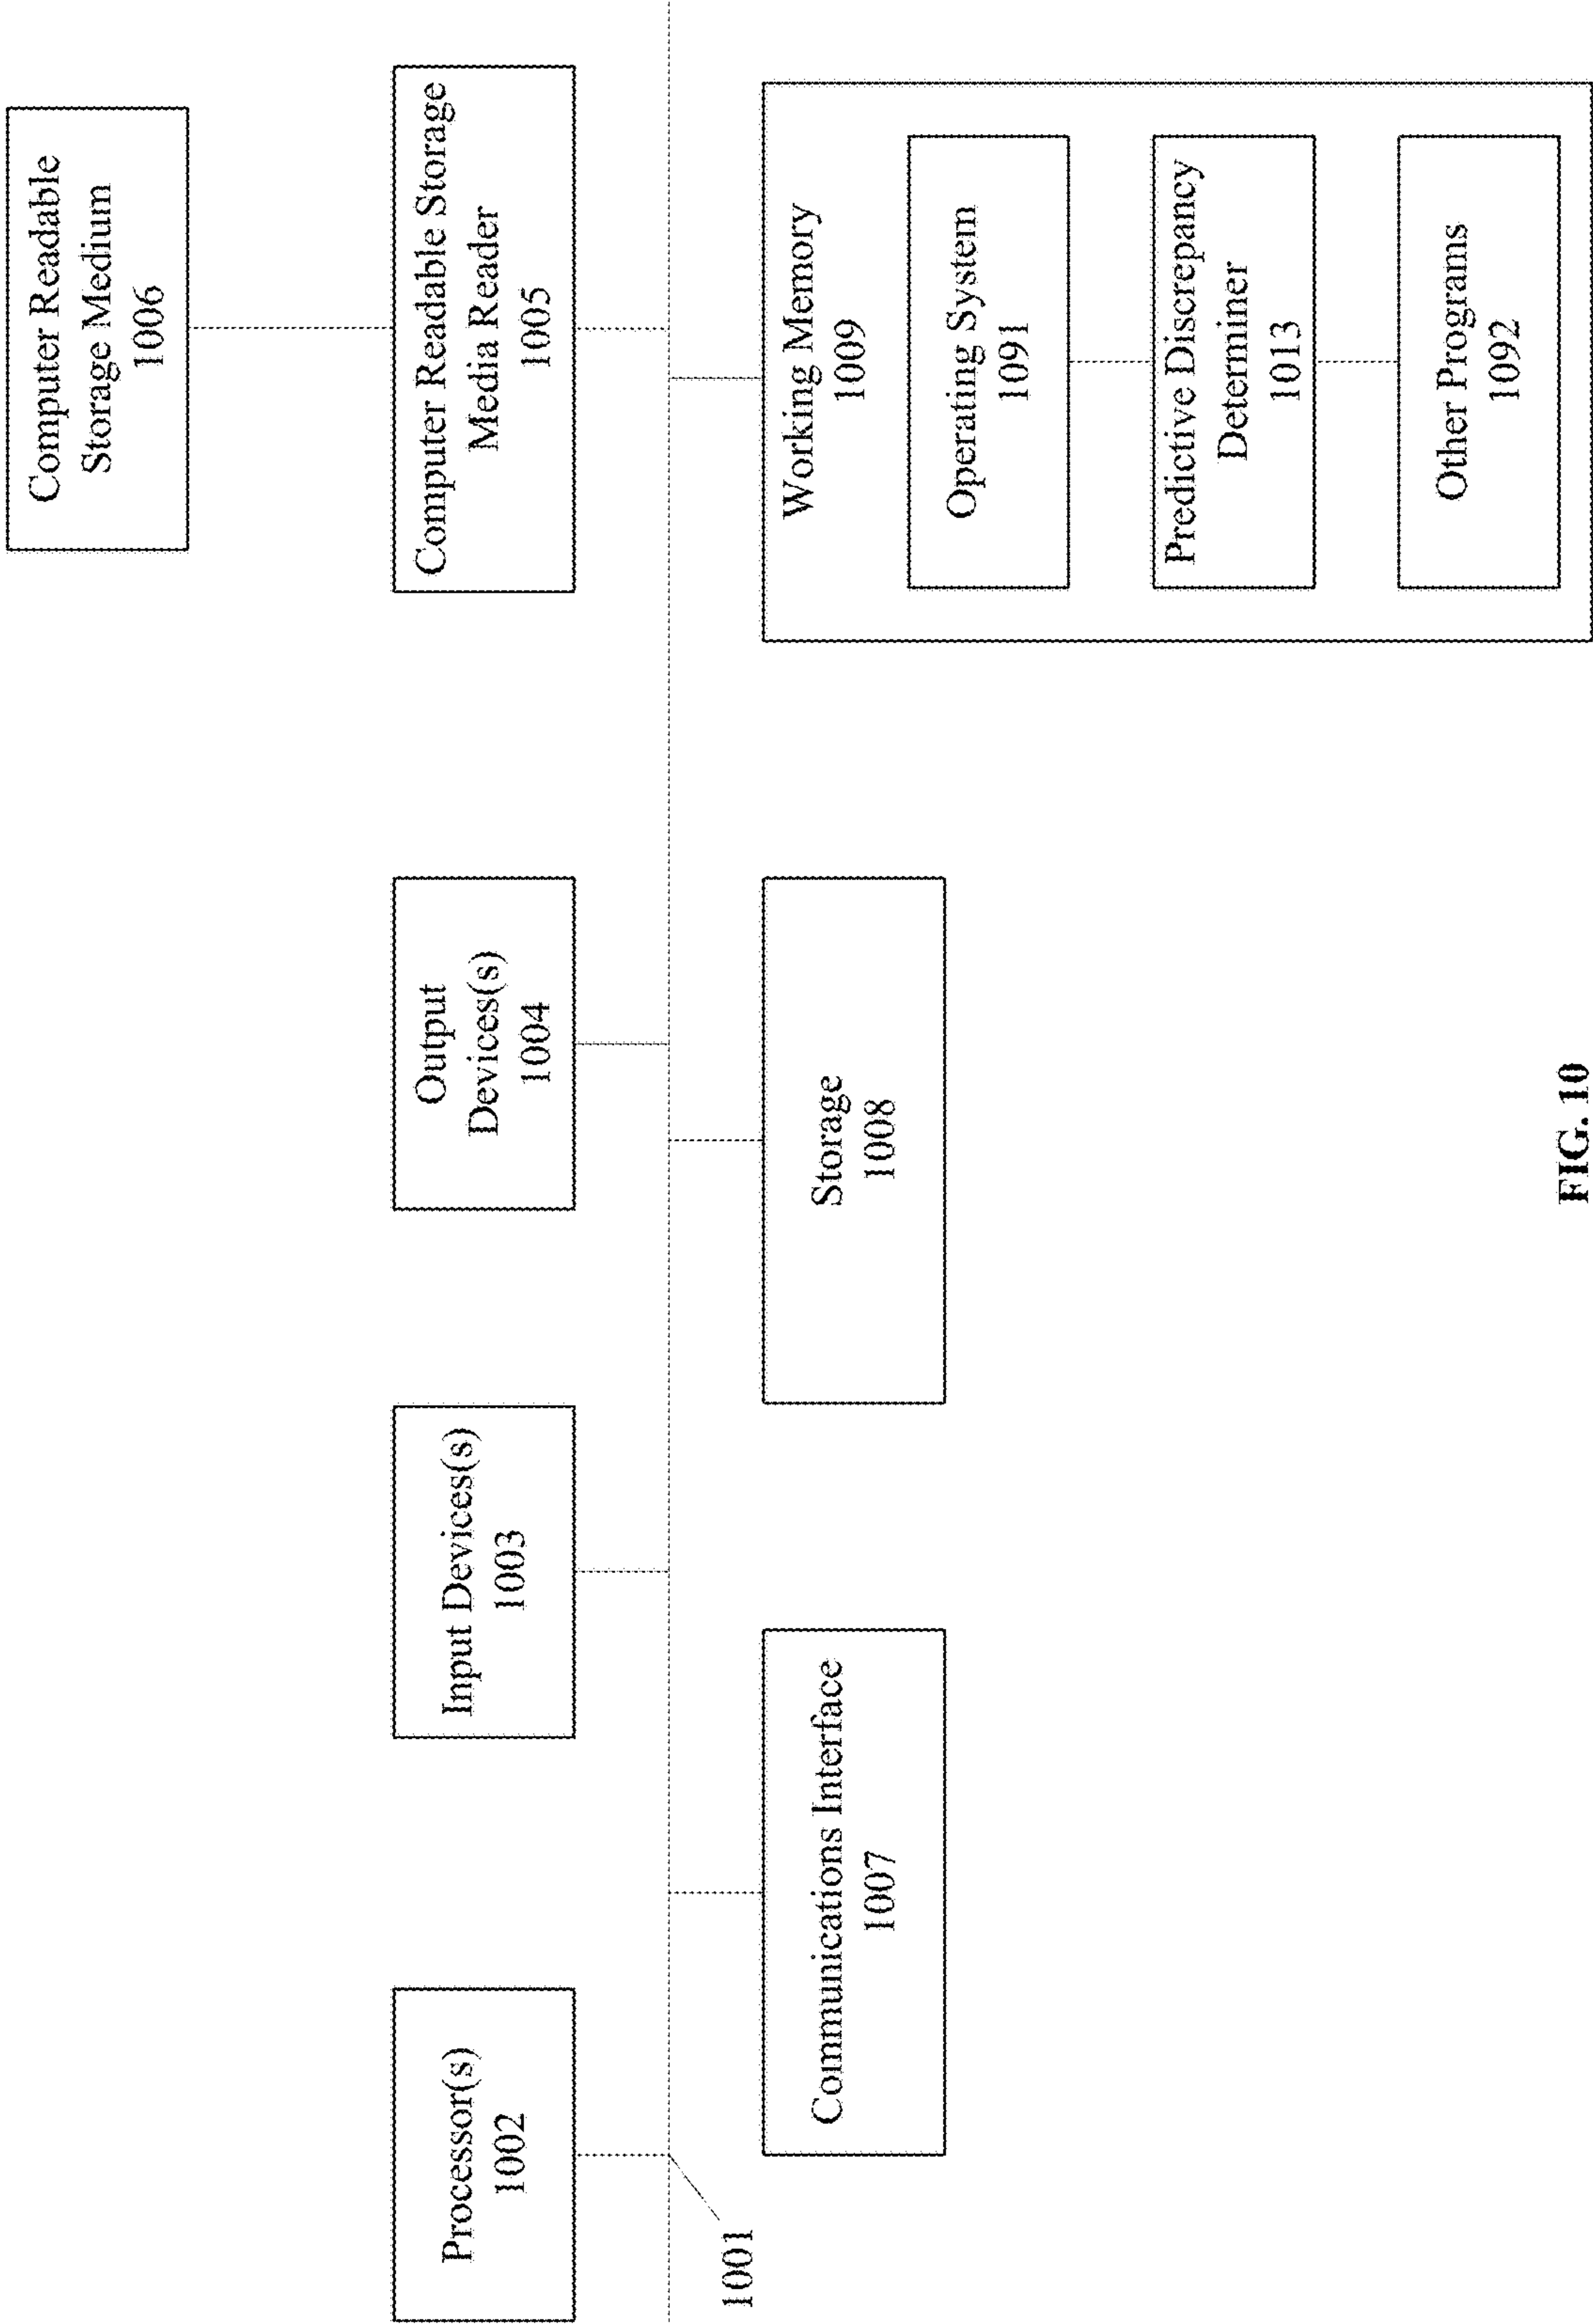 Computer Readable
Storage Medium
1006
Processor(s)
1002
Input Devices(s)
1003
Output
Devices(s)
1004
Computer Readable Storage
Media Reader
1005
1001
Communications Interface
1007
Storage
1008
Working Memory
1009
Operating System
1091
Predictive Discrepancy
Determiner
1013
Other Programs
1092
FIG. 10